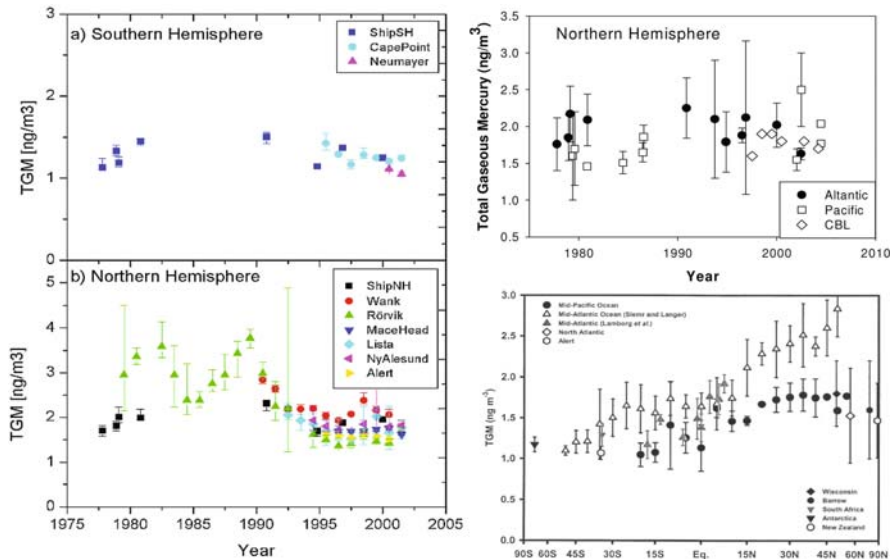 a) Southern Hemisphere
ShipSH
CapePoint
Neumayer
TGM [ng/m3]
3
2
1
0
b) Northern Hemisphere
ShipNH
Wank
Rörvik
MaceHead
Lista
NyAlesund
Alert
TGM [ng/m3]
5
4
3
2
1
0
1975 1980 1985 1990 1995 2000 2005
Year
Northern Hemisphere
Total Gaseous Mercury (ng/m3)
3.5
3.0
2.5
2.0
1.5
1.0
0.5
Altantic
Pacific
CBL
1980 1990 2000 2010
Year
Mid-Pacific Ocean
Mid-Atlantic Ocean (Slemr and Langer)
Mid-Atlantic (Lamborg et al.)
North Atlantic
Alert
TGM (ng m-3)
3.0
2.5
2.0
1.5
1.0
0.0
Wisconsin
Barrow
South Africa
Antarctica
New Zealand
90S 60S 45S 30S 15S Eq. 15N 30N 45N 60N 90N